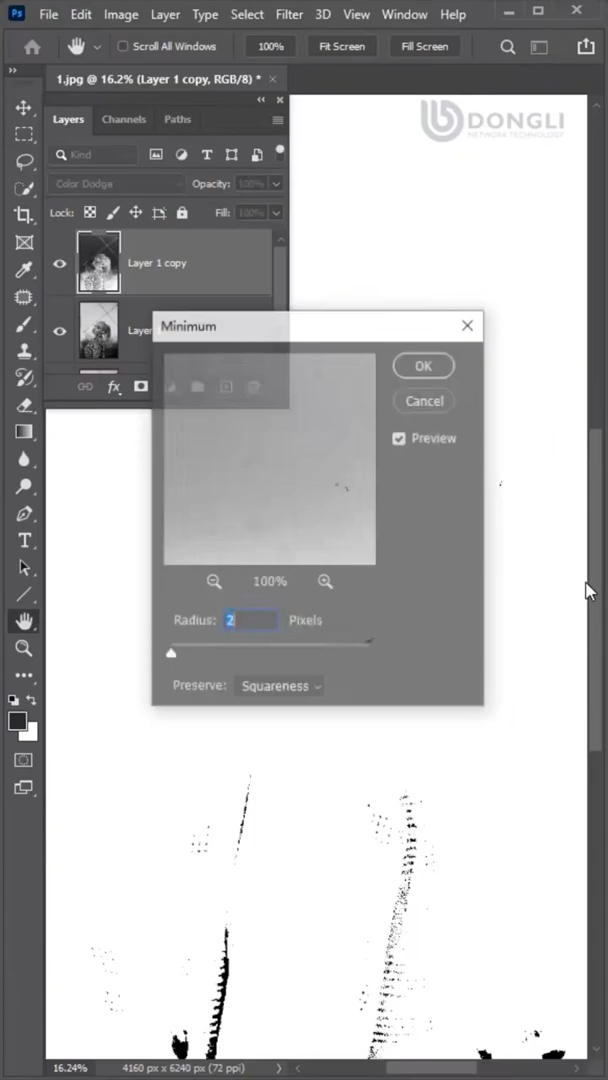 Ps File Edit Image Layer Type Select Filter 3D View Window Help
Scroll All Windows 100% Fit Screen Fill Screen
1.jpg @ 16.2% (Layer 1 copy, RGB/8) *
Layers Channels Paths
DONGLI
NETWORK TECHNOLOGY
Kind
Color Dodge Opacity: 100%
Lock: Fill: 100%
Layer 1 copy
Minimum
Laye
OK
Cancel
Preview
100%
Radius: 2 Pixels
Preserve: Squareness
16.24% 4160 px x 6240 px (72 ppi)